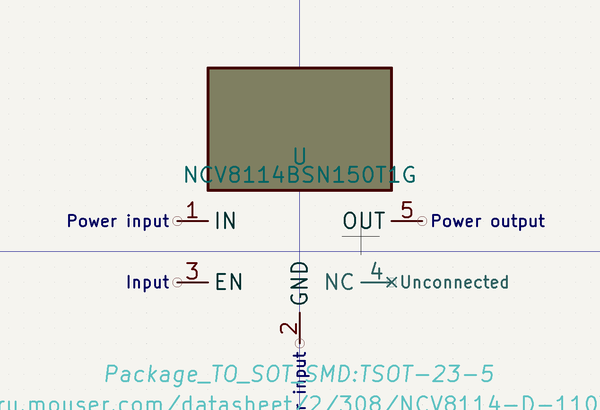 U
NCV8114BSN150T1G
Power input 1 IN OUT 5 Power output
Input 3 EN NC 4 Unconnected
GND
2
input
Package_TO_SOT_SMD:TSOT-23-5
ru.mouser.com/datasheet/2/308/NCV8114-D-110